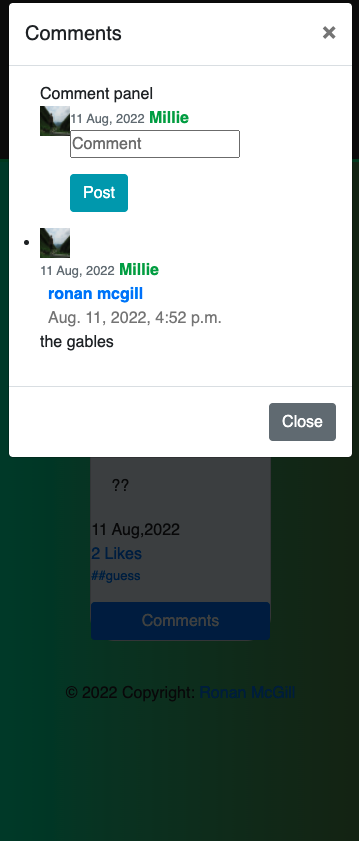 Comments ×
Comment panel
11 Aug, 2022 Millie
Comment
Post
11 Aug, 2022 Millie
ronan mcgill
Aug. 11, 2022, 4:52 p.m.
the gables
Close
??
11 Aug,2022
2 Likes
##guess
Comments
© 2022 Copyright: Ronan McGill